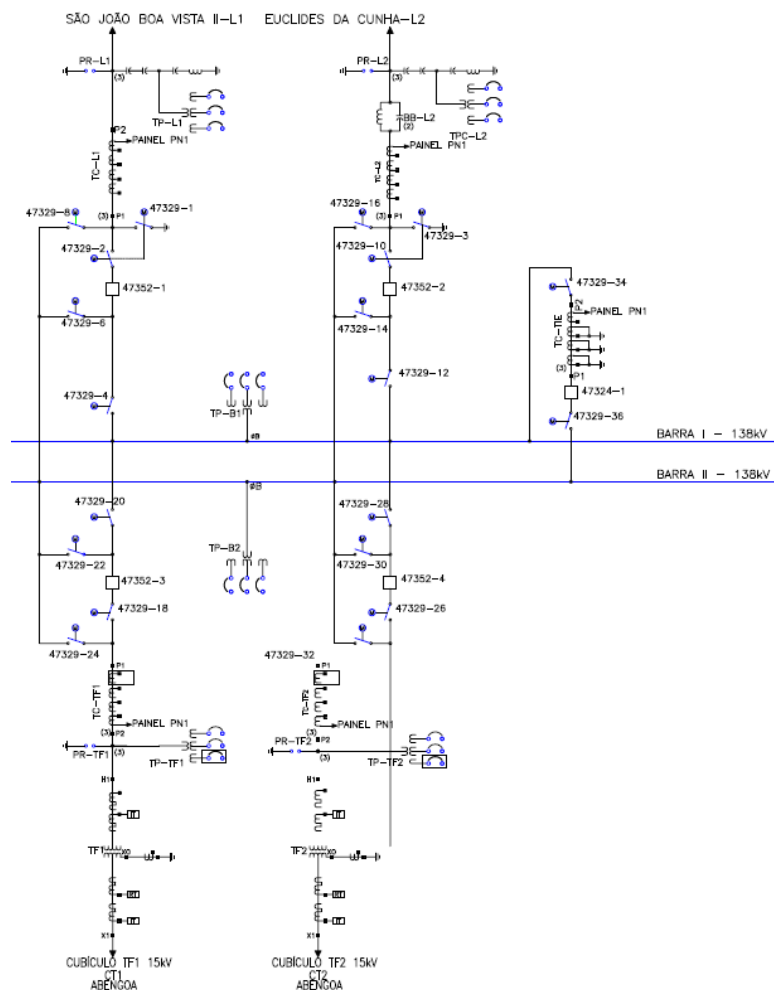 SÃO JOÃO BOA VISTA II-L1
EUCLIDES DA CUNHA-L2
PR-L1
(3)
PR-L2
(3)
TP-L1
BB-L2
(2)
TPC-L2
P2
PAINEL PN1
TC-L1
PAINEL PN1
TC-L2
47329-8
M
M
47329-1
(3)
P1
47329-16
M
M
(3)
P1
47329-3
47329-2
M
47329-10
M
47329-34
M
47352-1
47352-2
P2
PAINEL PN1
M
47329-6
M
47329-14
TC-TIE
(3)
P1
47329-12
M
47329-4
M
TP-B1
47324-1
47329-36
M
øB
BARRA I - 138kV
øB
BARRA II - 138kV
47329-20
M
47329-28
M
M
47329-22
TP-B2
M
47329-30
47352-3
47352-4
47329-18
M
47329-26
M
M
47329-24
M
47329-32
P1
P1
TC-TF1
TC-TF2
PAINEL PN1
(3)
P2
PAINEL PN1
(3)
P2
PR-TF1
(3)
TP-TF1
PR-TF2
(3)
TP-TF2
H1
H1
TF1
X0
TF2
X0
X1
X1
CUBÍCULO TF1 15kV
CT1
ABENGOA
CUBÍCULO TF2 15kV
CT2
ABENGOA